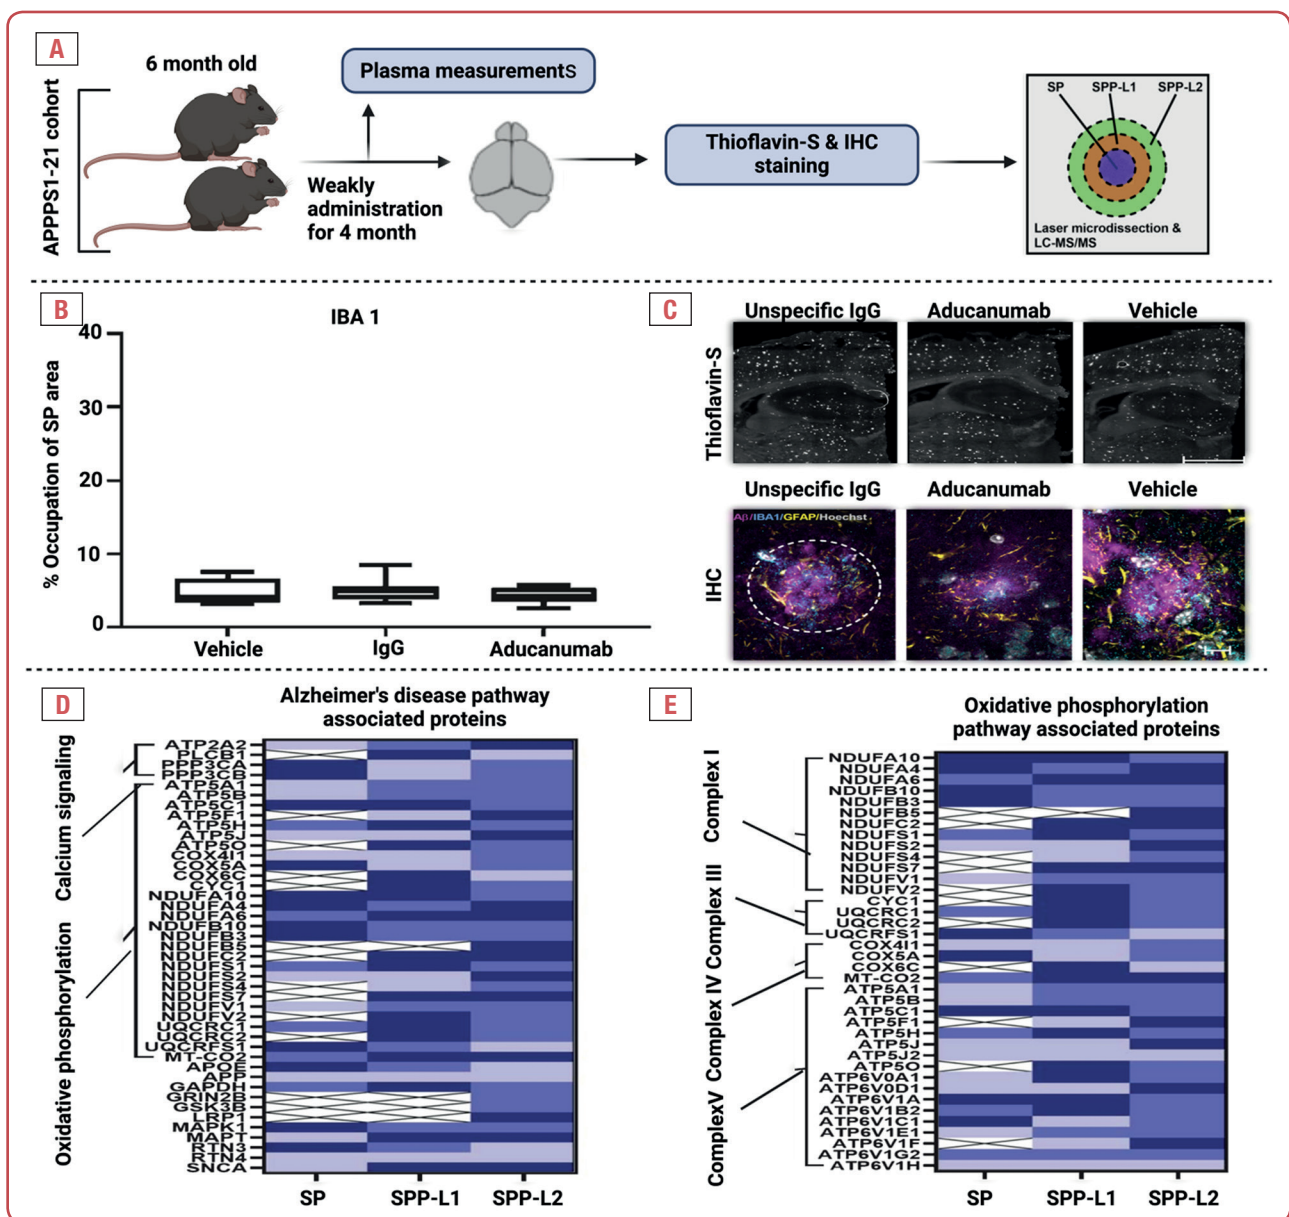 A
APPPS1-21 cohort
6 month old
Plasma measurements
Weakly
administration
for 4 month
Thioflavin-S & IHC
staining
SP
SPP-L1
SPP-L2
Laser microdissection &
LC-MS/MS
B
IBA 1
% Occupation of SP area
40
30
20
10
0
Vehicle
IgG
Aducanumab
C
Unspecific IgG
Aducanumab
Vehicle
Thioflavin-S
Unspecific IgG
Aducanumab
Vehicle
IHC
Aβ/IBA1/GFAP/Hoechst
D
Alzheimer's disease pathway
associated proteins
Calcium signaling
Oxidative phosphorylation
ATP2A2
PLCB1
PPP3CA
PPP3CB
ATP5A1
ATP5B
ATP5C1
ATP5F1
ATP5H
ATP5J
ATP5O
COX4I1
COX5A
COX6C
CYC1
NDUFA10
NDUFA4
NDUFA6
NDUFB10
NDUFB3
NDUFB5
NDUFC2
NDUFS1
NDUFS2
NDUFS4
NDUFS7
NDUFV1
NDUFV2
UQCRC1
UQCRC2
UQCRFS1
MT-CO2
APOE
APP
GAPDH
GRIN2B
GSK3B
LRP1
MAPK1
MAPT
RTN3
RTN4
SNCA
SP
SPP-L1
SPP-L2
E
Oxidative phosphorylation
pathway associated proteins
Complex I
Complex III
Complex IV
ComplexV
NDUFA10
NDUFA4
NDUFA6
NDUFB10
NDUFB3
NDUFB5
NDUFC2
NDUFS1
NDUFS2
NDUFS4
NDUFS7
NDUFV1
NDUFV2
CYC1
UQCRC1
UQCRC2
UQCRFS1
COX4I1
COX5A
COX6C
MT-CO2
ATP5A1
ATP5B
ATP5C1
ATP5F1
ATP5H
ATP5J
ATP5J2
ATP5O
ATP6V0A1
ATP6V0D1
ATP6V1A
ATP6V1B2
ATP6V1C1
ATP6V1E1
ATP6V1F
ATP6V1G2
ATP6V1H
SP
SPP-L1
SPP-L2